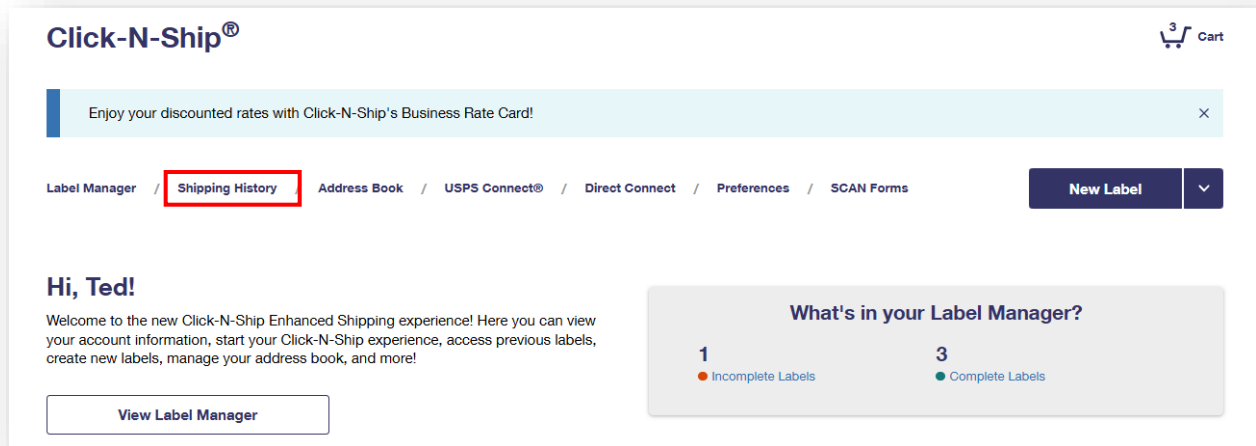 Click-N-Ship®
3
Cart
Enjoy your discounted rates with Click-N-Ship's Business Rate Card!
Label Manager / Shipping History / Address Book / USPS Connect® / Direct Connect / Preferences / SCAN Forms
New Label
Hi, Ted!
Welcome to the new Click-N-Ship Enhanced Shipping experience! Here you can view
your account information, start your Click-N-Ship experience, access previous labels,
create new labels, manage your address book, and more!
View Label Manager
What's in your Label Manager?
1 3
Incomplete Labels Complete Labels